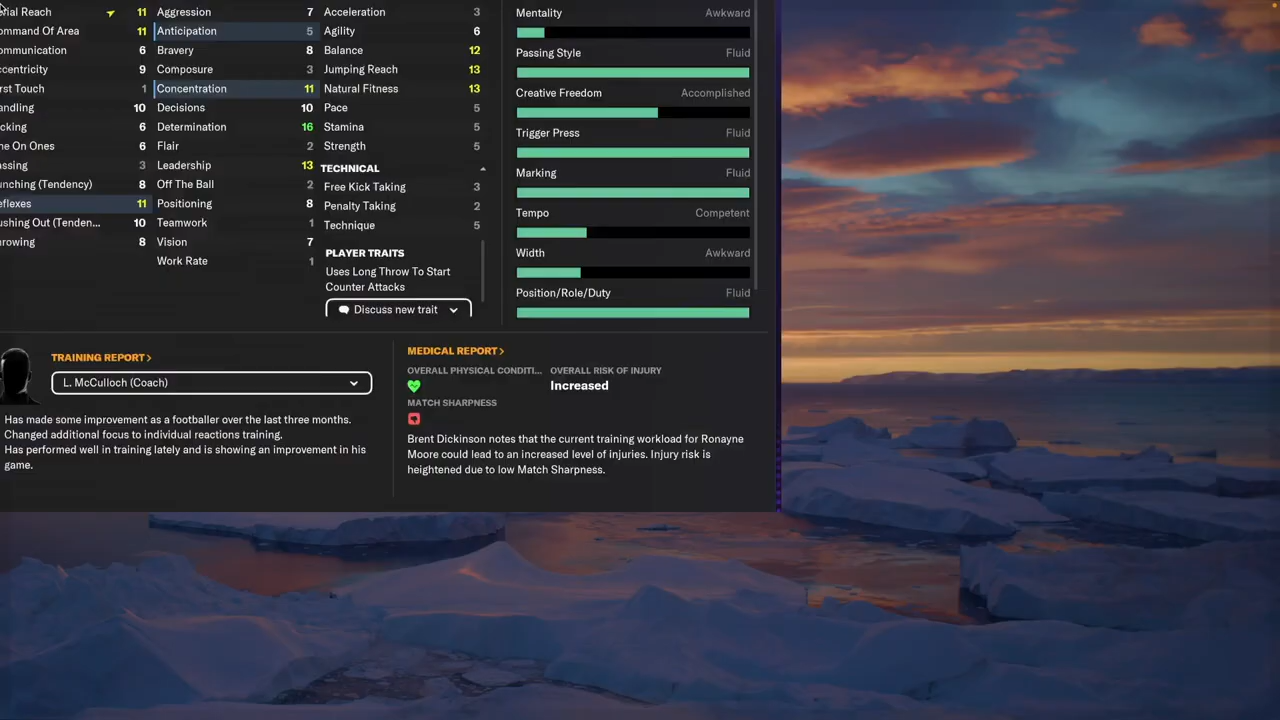 rial Reach 11 Aggression 7 Acceleration 3
ommand Of Area 11 Anticipation 5 Agility 6
ommunication 6 Bravery 8 Balance 12
ccentricity 9 Composure 3 Jumping Reach 13
rst Touch 1 Concentration 11 Natural Fitness 13
andling 10 Decisions 10 Pace 5
cking 6 Determination 16 Stamina 5
ne On Ones 6 Flair 2 Strength 5
assing 3 Leadership 13 TECHNICAL
unching (Tendency) 8 Off The Ball 2 Free Kick Taking 3
eflexes 11 Positioning 8 Penalty Taking 2
ushing Out (Tenden... 10 Teamwork 1 Technique 5
hrowing 8 Vision 7
Work Rate 1
PLAYER TRAITS
Uses Long Throw To Start
Counter Attacks
Discuss new trait
Mentality Awkward
Passing Style Fluid
Creative Freedom Accomplished
Trigger Press Fluid
Marking Fluid
Tempo Competent
Width Awkward
Position/Role/Duty Fluid
TRAINING REPORT>
L. McCulloch (Coach)
Has made some improvement as a footballer over the last three months.
Changed additional focus to individual reactions training.
Has performed well in training lately and is showing an improvement in his
game.
MEDICAL REPORT>
OVERALL PHYSICAL CONDITI... OVERALL RISK OF INJURY
Increased
MATCH SHARPNESS
Brent Dickinson notes that the current training workload for Ronayne
Moore could lead to an increased level of injuries. Injury risk is
heightened due to low Match Sharpness.